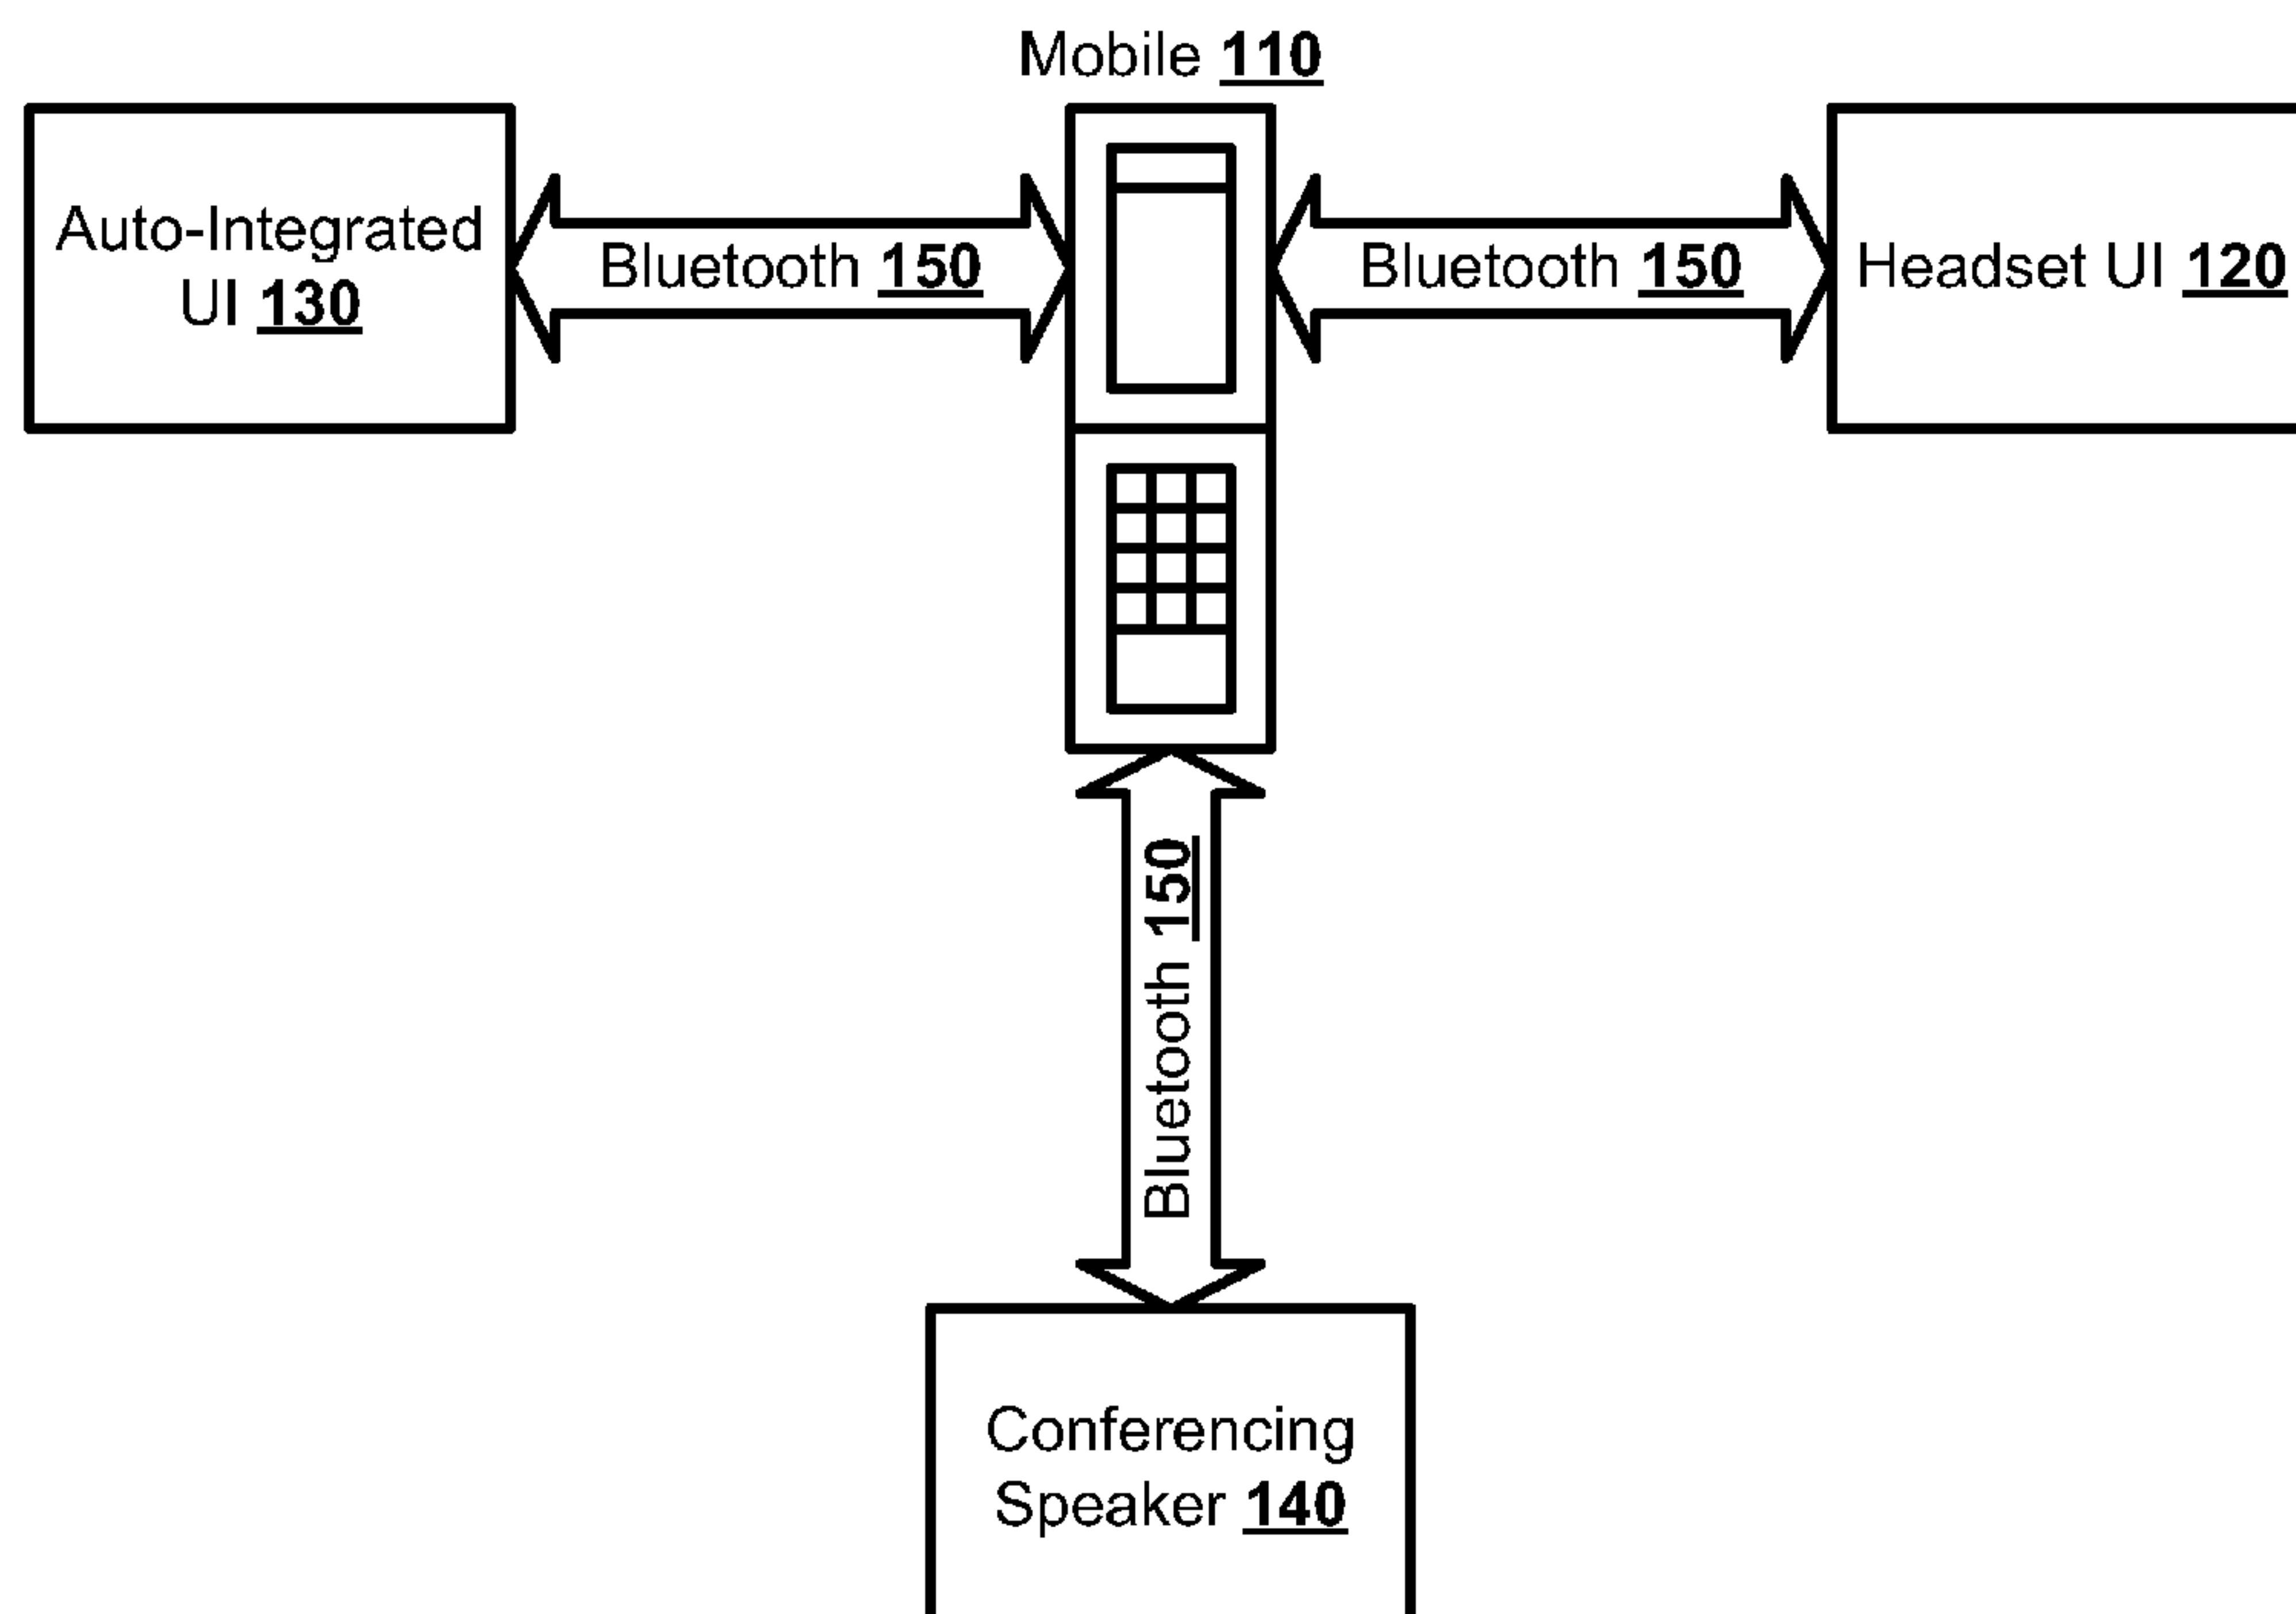 Mobile 110
Auto-Integrated
UI 130
Bluetooth 150
Bluetooth 150
Headset UI 120
Bluetooth 150
Conferencing
Speaker 140